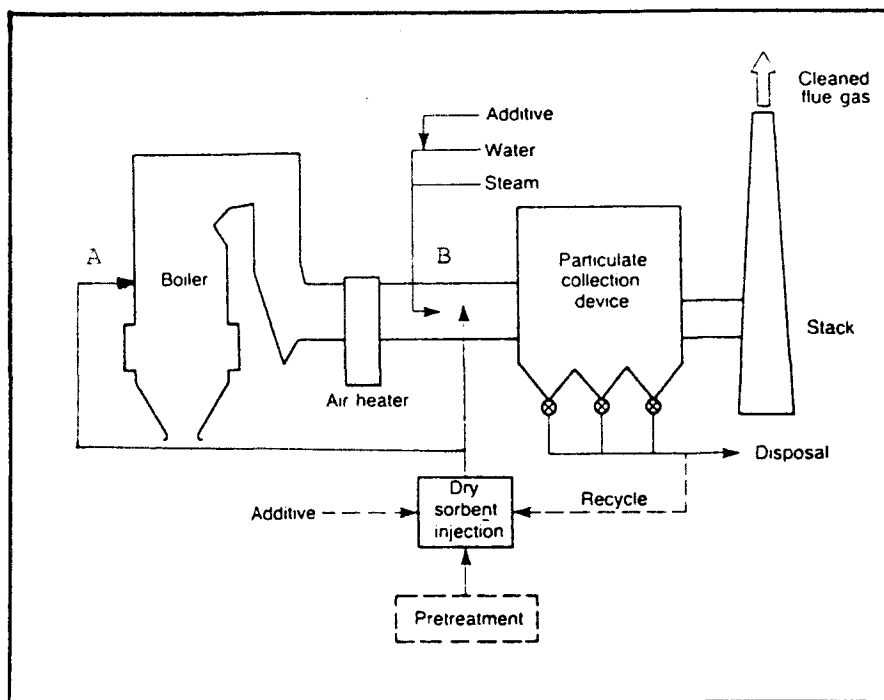 Cleaned
flue gas
Additive
Water
Steam
A
B
Boiler
Particulate
collection
device
Stack
Air heater
Disposal
Dry
sorbent
injection
Additive
Recycle
Pretreatment